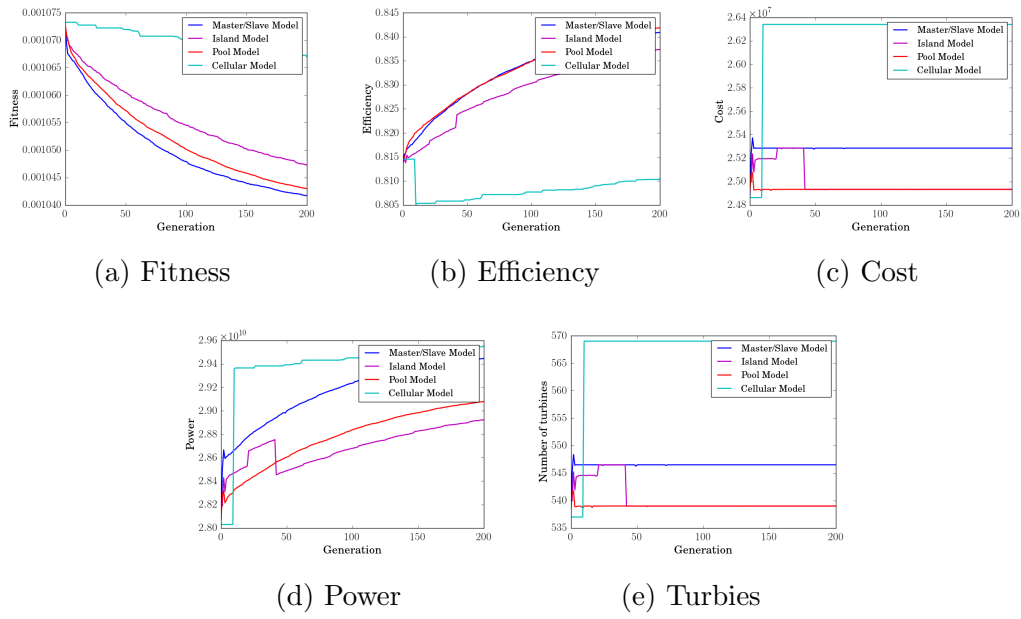 0.001075
0.001070
0.001065
0.001060
0.001055
0.001050
0.001045
0.001040
Fitness
0
50
100
150
200
Generation
Master/Slave Model
Island Model
Pool Model
Cellular Model
(a) Fitness
0.845
0.840
0.835
0.830
0.825
0.820
0.815
0.810
0.805
Efficiency
0
50
100
150
200
Generation
Master/Slave Model
Island Model
Pool Model
Cellular Model
(b) Efficiency
×10⁷
2.64
2.62
2.60
2.58
2.56
2.54
2.52
2.50
2.48
Cost
0
50
100
150
200
Generation
Master/Slave Model
Island Model
Pool Model
Cellular Model
(c) Cost
×10¹⁰
2.96
2.94
2.92
2.90
2.88
2.86
2.84
2.82
2.80
Power
0
50
100
150
200
Generation
Master/Slave Model
Island Model
Pool Model
Cellular Model
(d) Power
570
565
560
555
550
545
540
535
Number of turbines
0
50
100
150
200
Generation
Master/Slave Model
Island Model
Pool Model
Cellular Model
(e) Turbies